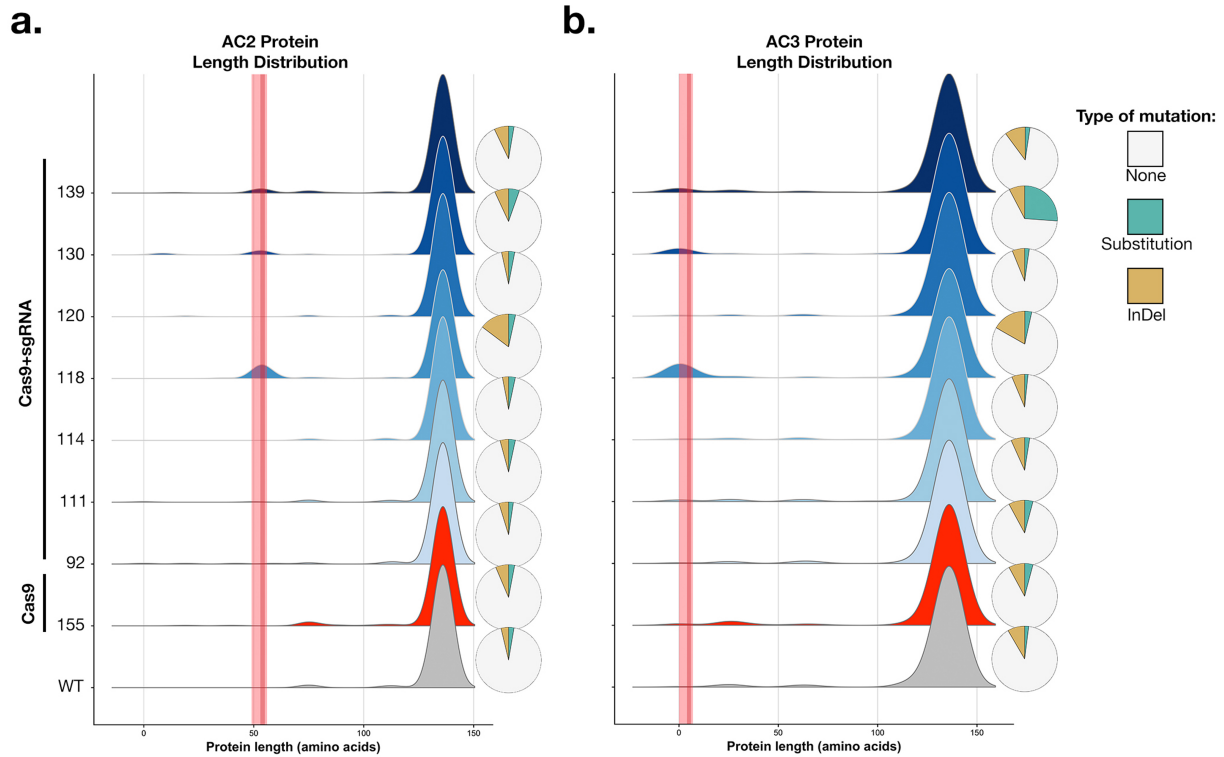 a.
AC2 Protein
Length Distribution
139
130
120
118
114
111
92
155
WT
Cas9+sgRNA
Cas9
0
50
100
150
Protein length (amino acids)
b.
AC3 Protein
Length Distribution
0
50
100
150
Protein length (amino acids)
Type of mutation:
None
Substitution
InDel